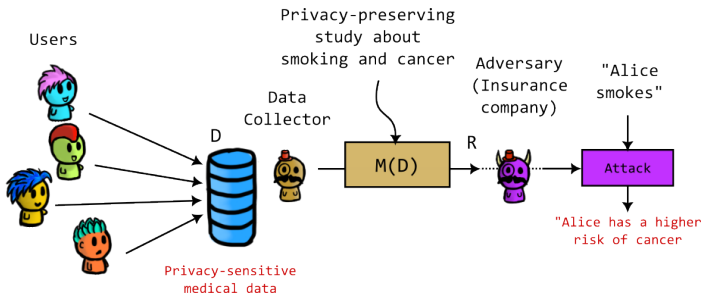 Users
Privacy-preserving
study about
smoking and cancer
Data
Collector
Adversary
(Insurance
company)
"Alice
smokes"
D
M(D)
R
Attack
"Alice has a higher
risk of cancer
Privacy-sensitive
medical data